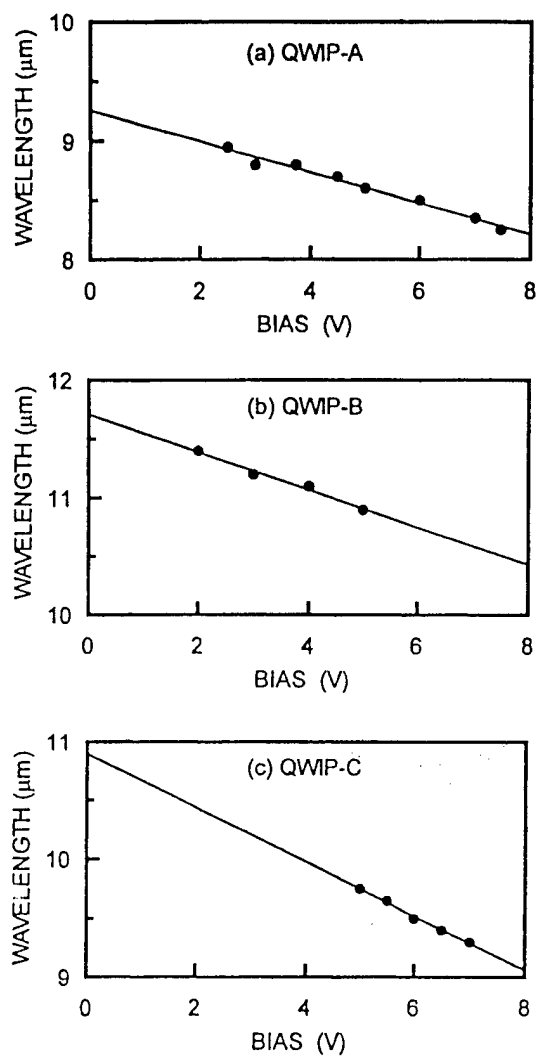 10
(a) QWIP-A
WAVELENGTH (μm)
9
8
0 2 4 6 8
BIAS (V)
12
(b) QWIP-B
WAVELENGTH (μm)
11
10
0 2 4 6 8
BIAS (V)
11
(c) QWIP-C
WAVELENGTH (μm)
10
9
0 2 4 6 8
BIAS (V)